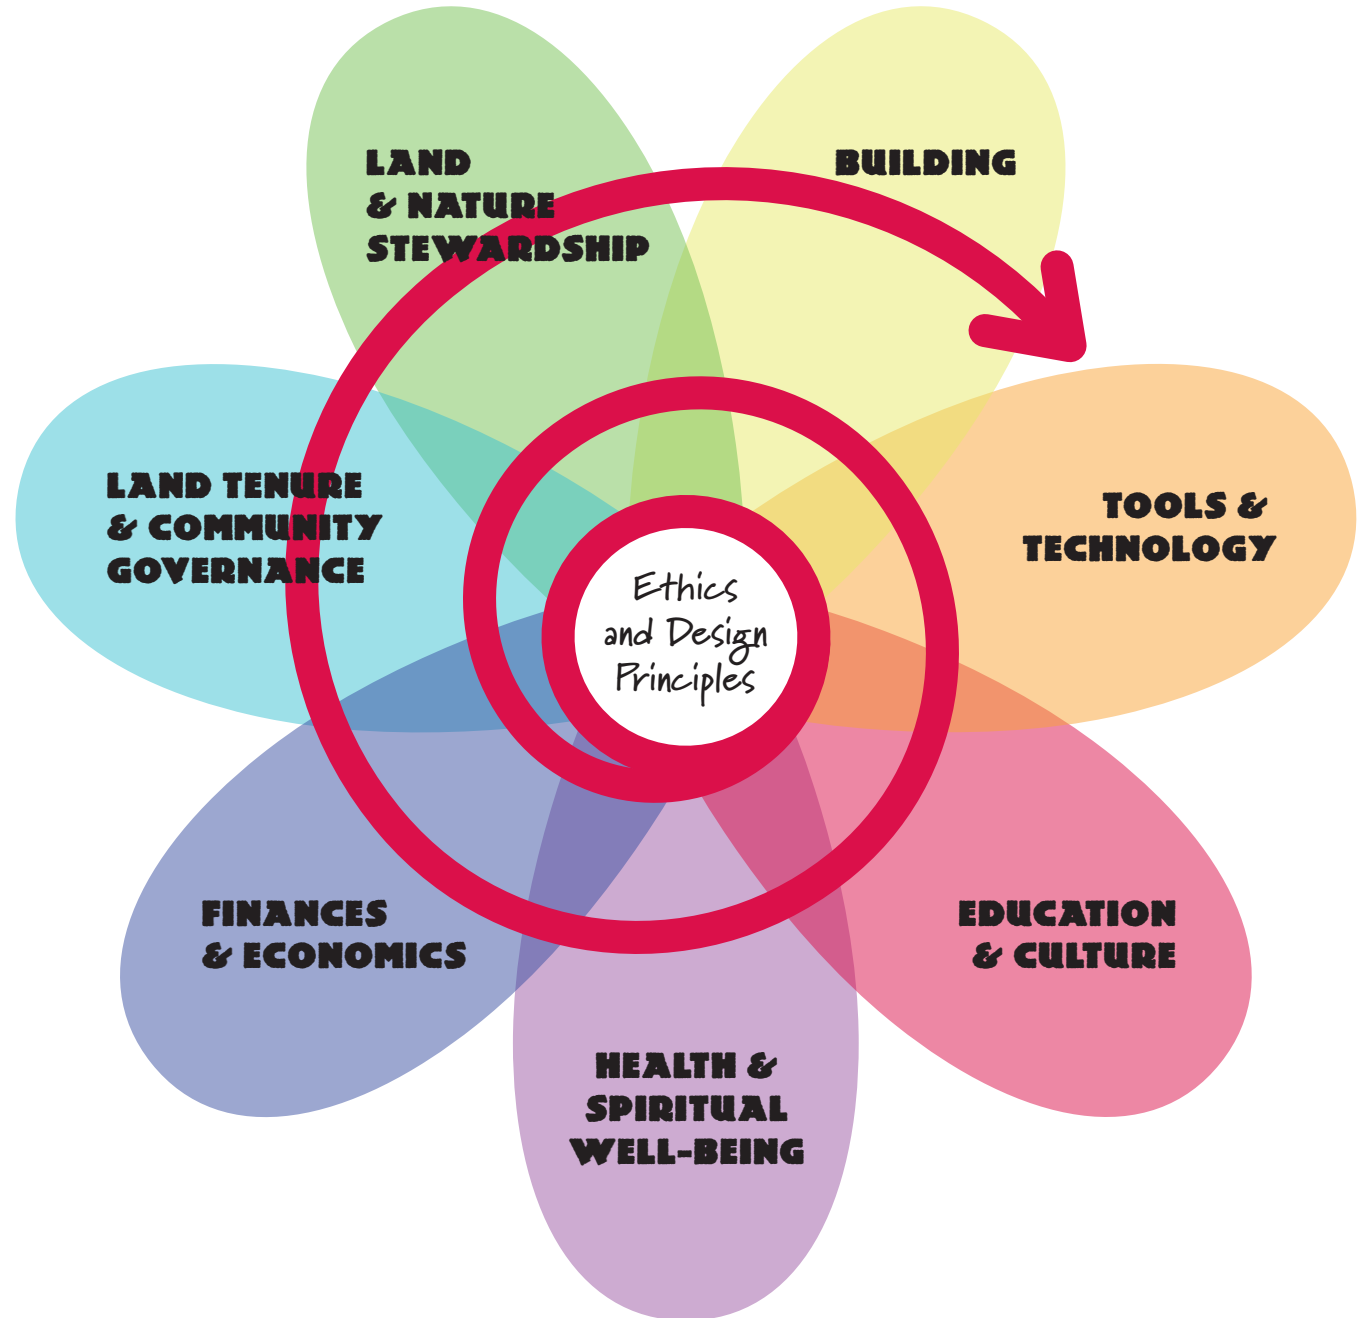 LAND
& NATURE
STEWARDSHIP
BUILDING
TOOLS &
TECHNOLOGY
EDUCATION
& CULTURE
HEALTH &
SPIRITUAL
WELL-BEING
FINANCES
& ECONOMICS
LAND TENURE
& COMMUNITY
GOVERNANCE
Ethics
and Design
Principles